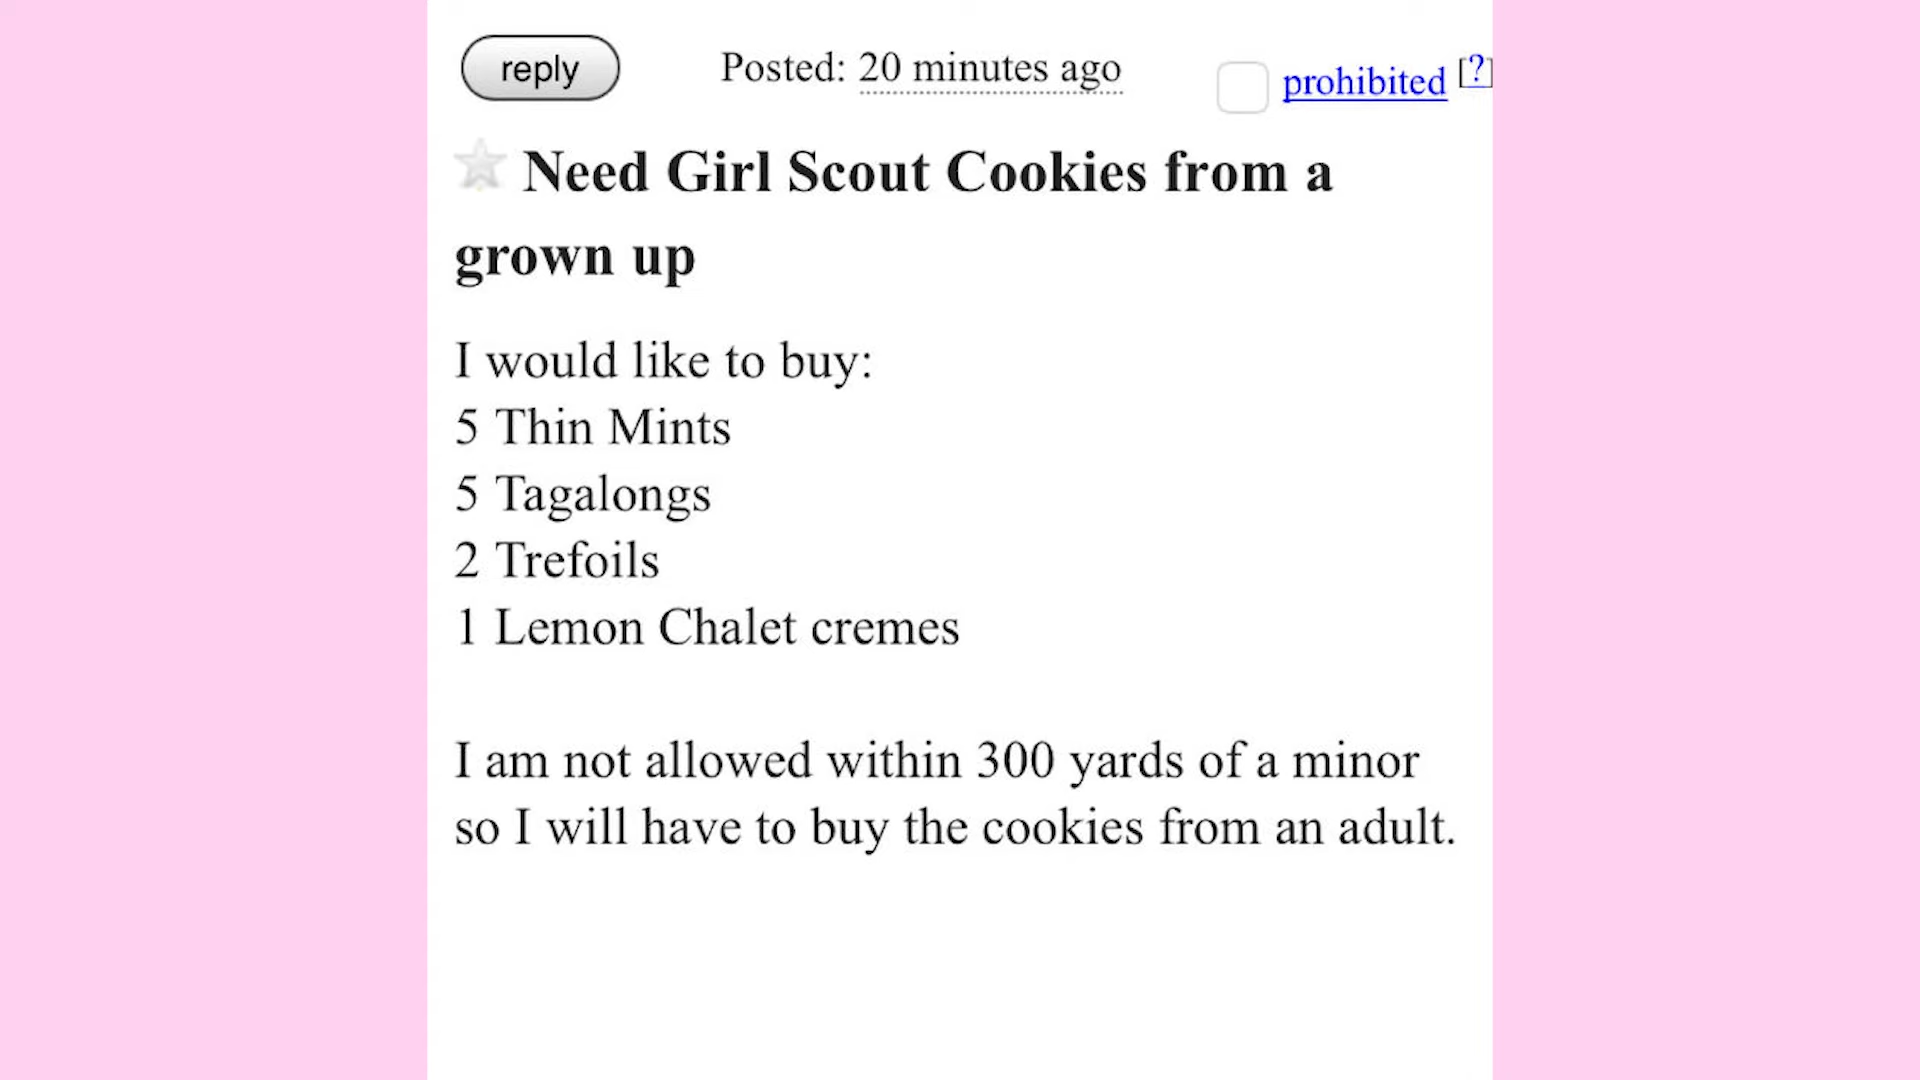 reply Posted: 20 minutes ago prohibited [?]
Need Girl Scout Cookies from a
grown up
I would like to buy:
5 Thin Mints
5 Tagalongs
2 Trefoils
1 Lemon Chalet cremes
I am not allowed within 300 yards of a minor
so I will have to buy the cookies from an adult.